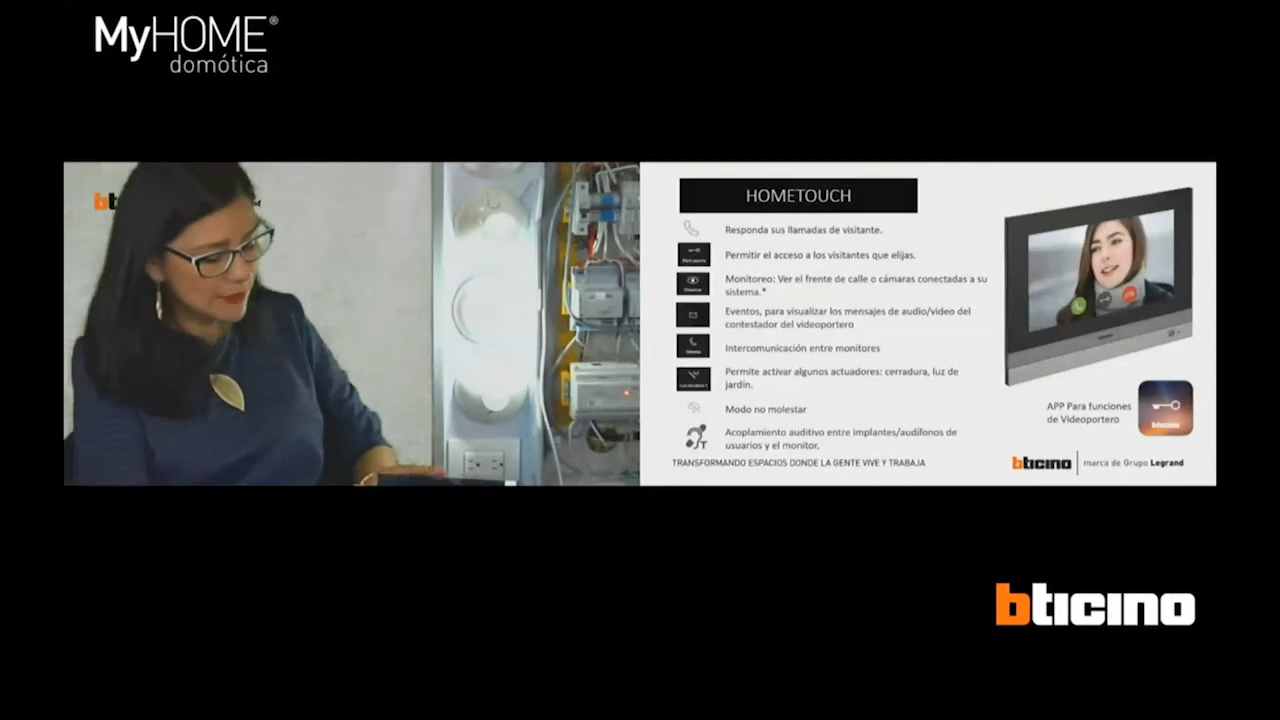 MyHOME®
domótica
HOMETOUCH
Responda sus llamadas de visitante.
Permitir el acceso a los visitantes que elijas.
Monitoreo: Ver el frente de calle o cámaras conectadas a su
sistema.*
Eventos, para visualizar los mensajes de audio/video del
contestador del videoportero
Intercomunicación entre monitores
Permite activar algunos actuadores: cerradura, luz de
jardín.
Modo no molestar
Acoplamiento auditivo entre implantes/audífonos de
usuarios y el monitor.
T
APP Para funciones
de Videoportero
bticino
TRANSFORMANDO ESPACIOS DONDE LA GENTE VIVE Y TRABAJA
bticino
marca de Grupo Legrand
bticino